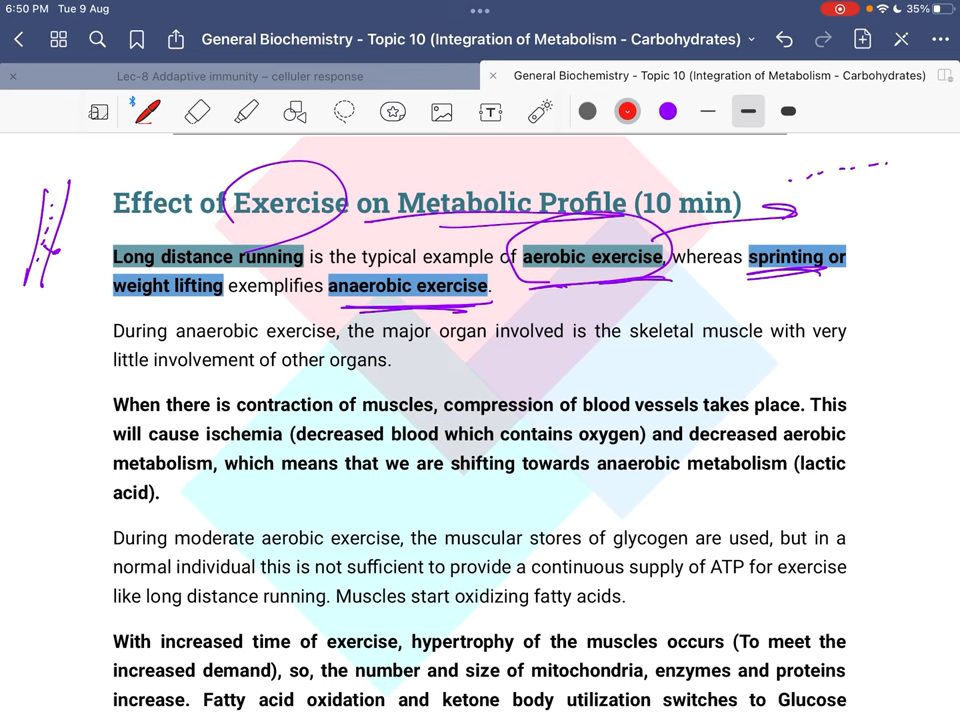 6:50 PM Tue 9 Aug
35%
General Biochemistry - Topic 10 (Integration of Metabolism - Carbohydrates)
Lec-8 Addaptive immunity – celluler response
General Biochemistry - Topic 10 (Integration of Metabolism - Carbohydrates)
Effect of Exercise on Metabolic Profile (10 min)
Long distance running is the typical example of aerobic exercise, whereas sprinting or
weight lifting exemplifies anaerobic exercise.
During anaerobic exercise, the major organ involved is the skeletal muscle with very
little involvement of other organs.
When there is contraction of muscles, compression of blood vessels takes place. This
will cause ischemia (decreased blood which contains oxygen) and decreased aerobic
metabolism, which means that we are shifting towards anaerobic metabolism (lactic
acid).
During moderate aerobic exercise, the muscular stores of glycogen are used, but in a
normal individual this is not sufficient to provide a continuous supply of ATP for exercise
like long distance running. Muscles start oxidizing fatty acids.
With increased time of exercise, hypertrophy of the muscles occurs (To meet the
increased demand), so, the number and size of mitochondria, enzymes and proteins
increase. Fatty acid oxidation and ketone body utilization switches to Glucose